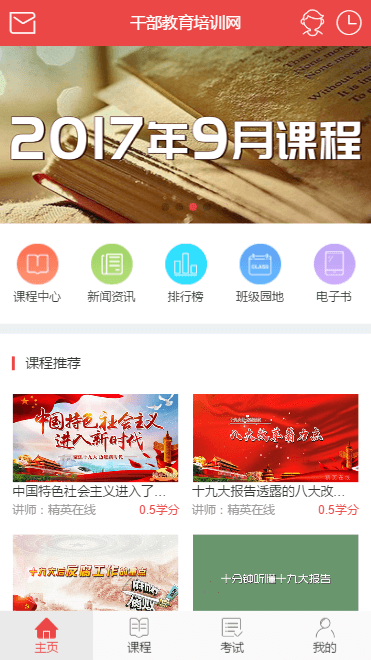 干部教育培训网
2017年9月课程
课程中心
新闻资讯
排行榜
CLASS
班级园地
电子书
课程推荐
中国特色社会主义
进入新时代
八大改革看方向
中国特色社会主义进入了...
讲师：精英在线
0.5学分
十九大报告透露的八大改...
讲师：精英在线
0.5学分
十九大后反腐工作的重点
十分钟听懂十九大报告
主页
课程
考试
我的